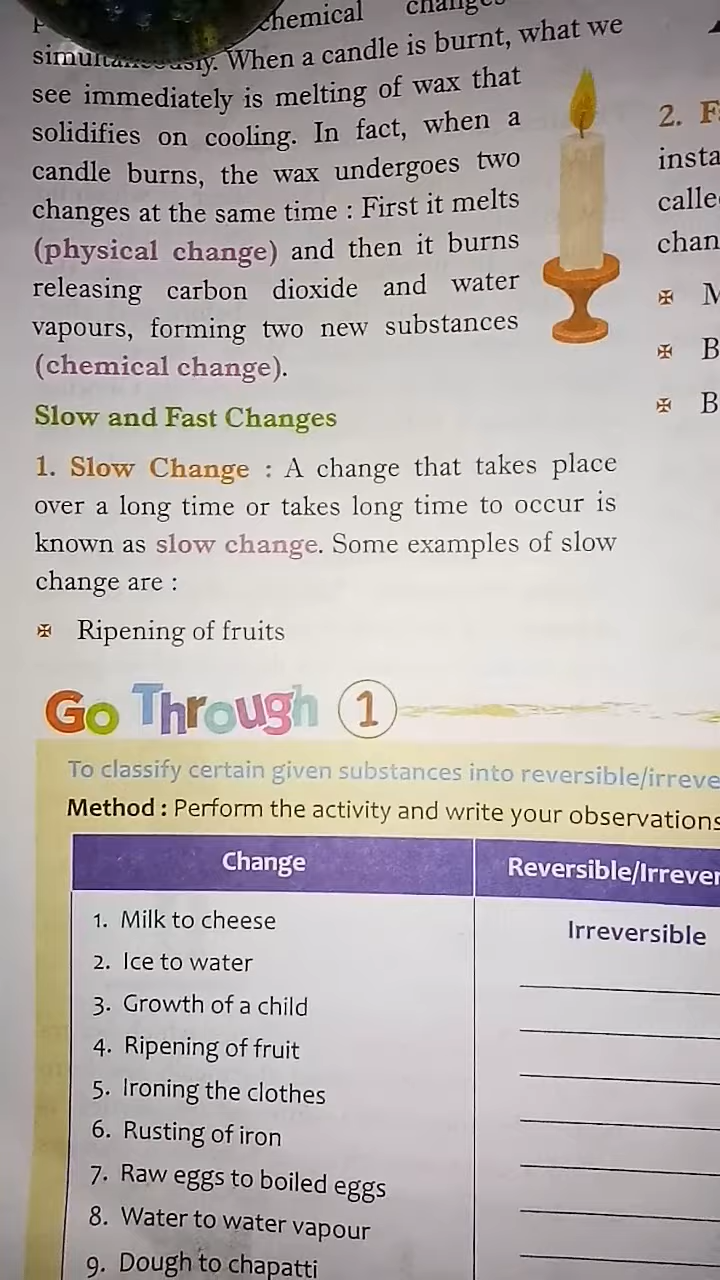 chemical changes
simultaneously. When a candle is burnt, what we
see immediately is melting of wax that
solidifies on cooling. In fact, when a
candle burns, the wax undergoes two
changes at the same time : First it melts
(physical change) and then it burns
releasing carbon dioxide and water
vapours, forming two new substances
(chemical change).
Slow and Fast Changes
1. Slow Change : A change that takes place
over a long time or takes long time to occur is
known as slow change. Some examples of slow
change are :
✠ Ripening of fruits
2. F
insta
calle
chan
✠ M
✠ B
✠ B
Go Through 1
To classify certain given substances into reversible/irreve
Method : Perform the activity and write your observations
Change Reversible/Irrever
1. Milk to cheese Irreversible
2. Ice to water
3. Growth of a child
4. Ripening of fruit
5. Ironing the clothes
6. Rusting of iron
7. Raw eggs to boiled eggs
8. Water to water vapour
9. Dough to chapatti